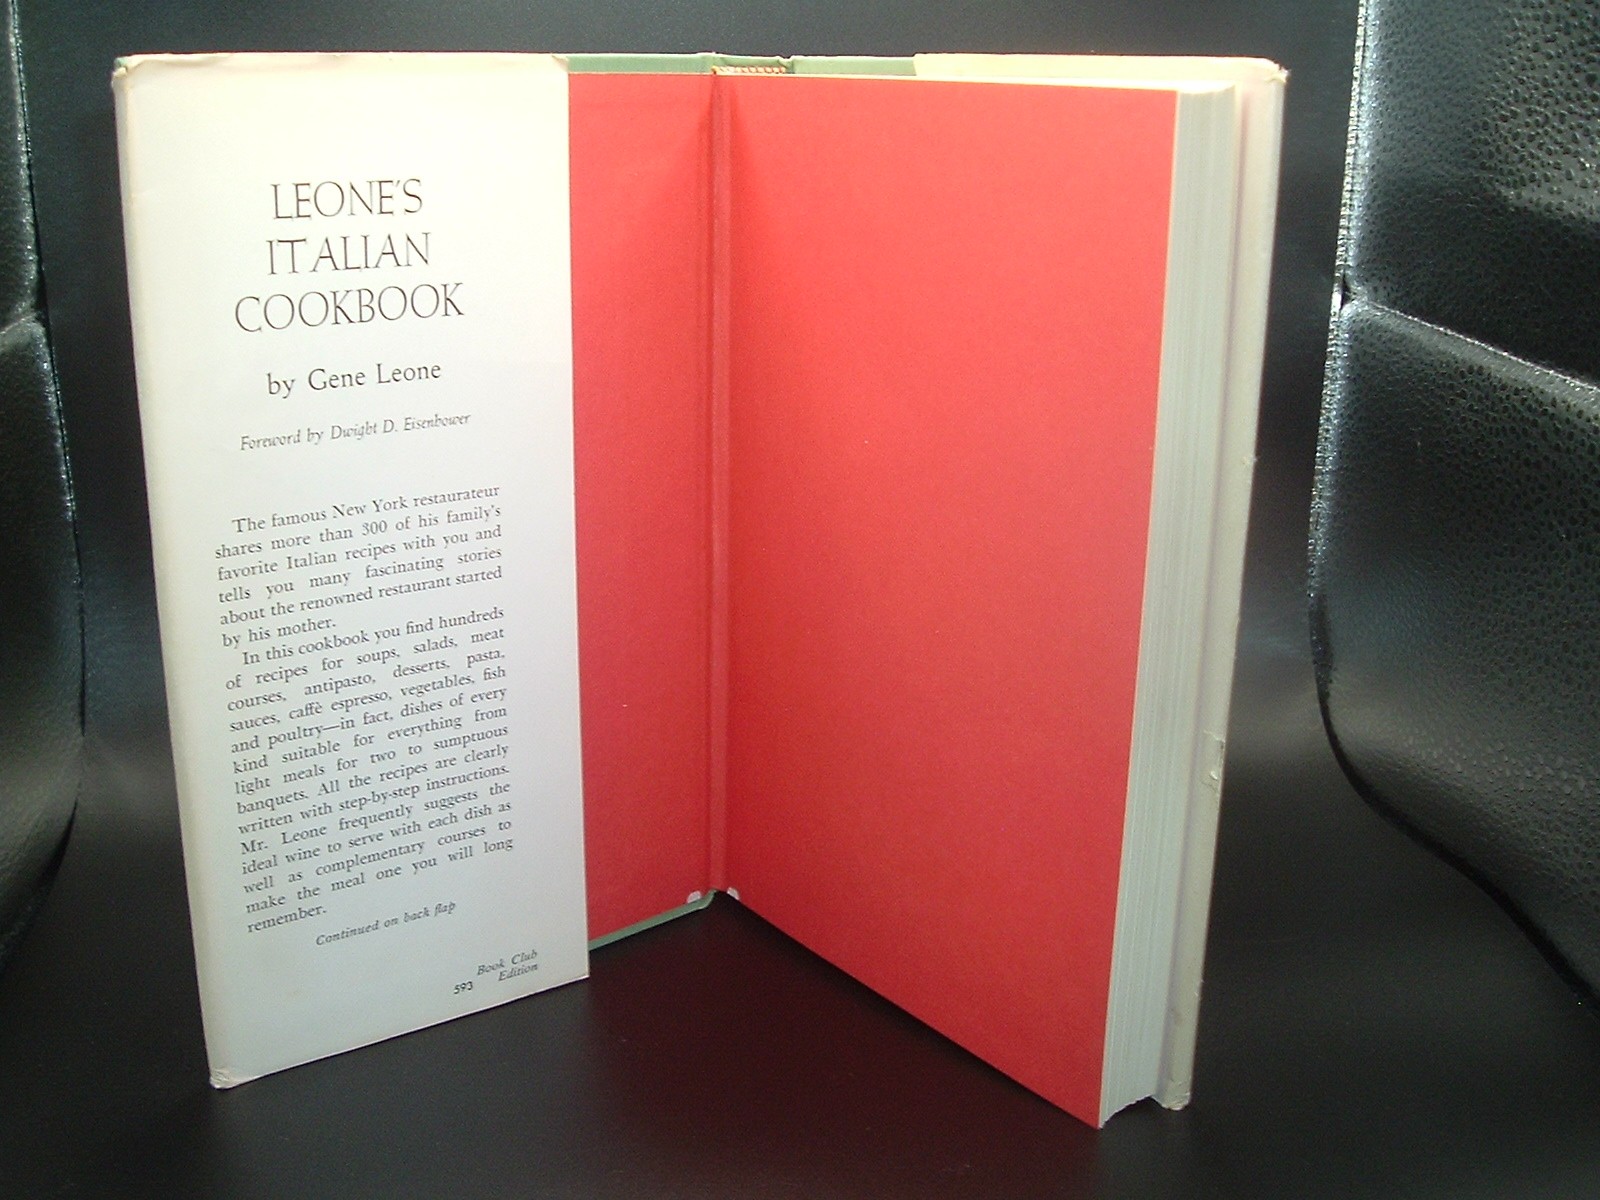 LEONE'S
ITALIAN
COOKBOOK
by Gene Leone
Foreword by Dwight D. Eisenhower
The famous New York restaurateur
shares more than 300 of his family's
favorite Italian recipes with you and
tells you many fascinating stories
about the renowned restaurant started
by his mother.
In this cookbook you find hundreds
of recipes for soups, salads, meat
courses, antipasto, desserts, pasta,
sauces, caffè espresso, vegetables, fish
and poultry—in fact, dishes of every
kind suitable for everything from
light meals for two to sumptuous
banquets. All the recipes are clearly
written with step-by-step instructions.
Mr. Leone frequently suggests the
ideal wine to serve with each dish as
well as complementary courses to
make the meal one you will long
remember.
Continued on back flap
Book Club
593 Edition